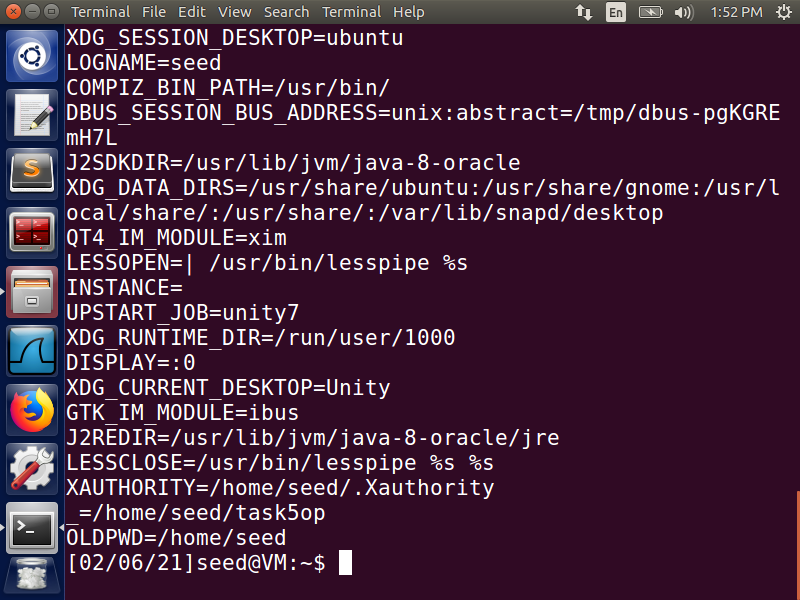 Terminal File Edit View Search Terminal Help En 1:52 PM
XDG_SESSION_DESKTOP=ubuntu
LOGNAME=seed
COMPIZ_BIN_PATH=/usr/bin/
DBUS_SESSION_BUS_ADDRESS=unix:abstract=/tmp/dbus-pgKGRE
mH7L
J2SDKDIR=/usr/lib/jvm/java-8-oracle
XDG_DATA_DIRS=/usr/share/ubuntu:/usr/share/gnome:/usr/l
ocal/share/:/usr/share/:/var/lib/snapd/desktop
QT4_IM_MODULE=xim
LESSOPEN=| /usr/bin/lesspipe %s
INSTANCE=
UPSTART_JOB=unity7
XDG_RUNTIME_DIR=/run/user/1000
DISPLAY=:0
XDG_CURRENT_DESKTOP=Unity
GTK_IM_MODULE=ibus
J2REDIR=/usr/lib/jvm/java-8-oracle/jre
LESSCLOSE=/usr/bin/lesspipe %s %s
XAUTHORITY=/home/seed/.Xauthority
_=/home/seed/task5op
OLDPWD=/home/seed
[02/06/21]seed@VM:~$